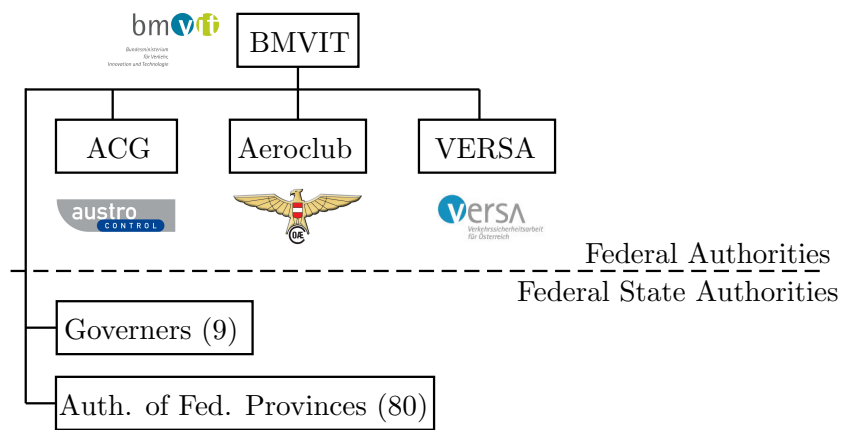 bmvit
Bundesministerium
für Verkehr,
Innovation und Technologie
BMVIT
ACG
Aeroclub
VERSA
austro
CONTROL
ŒAC
versA
Verkehrssicherheitsarbeit
für Österreich
Federal Authorities
Federal State Authorities
Governers (9)
Auth. of Fed. Provinces (80)